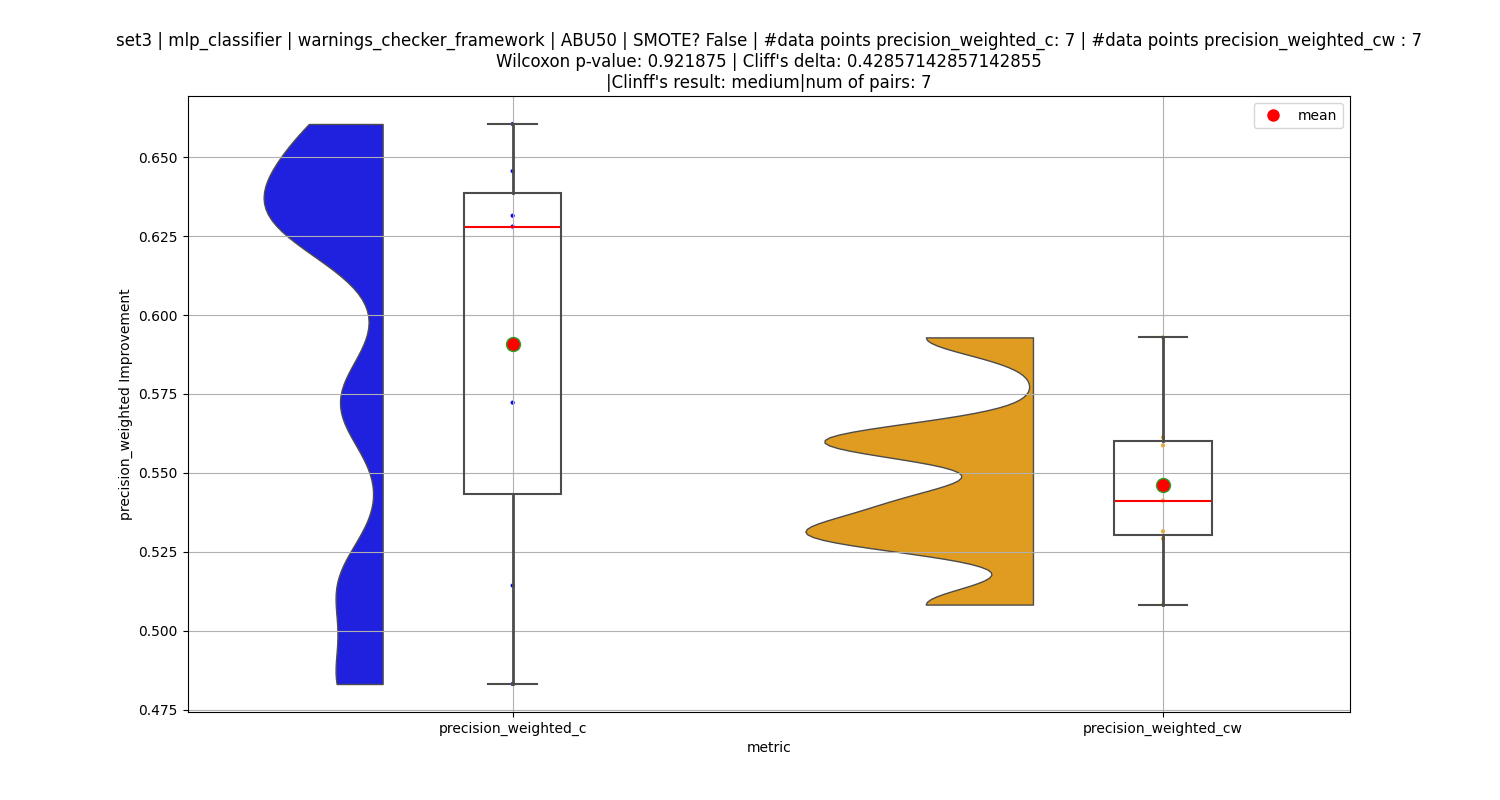 set3 | mlp_classifier | warnings_checker_framework | ABU50 | SMOTE? False | #data points precision_weighted_c: 7 | #data points precision_weighted_cw : 7
Wilcoxon p-value: 0.921875 | Cliff's delta: 0.42857142857142855
|Clinff's result: medium|num of pairs: 7
mean
0.650
0.625
0.600
0.575
0.550
0.525
0.500
0.475
precision_weighted Improvement
precision_weighted_c
precision_weighted_cw
metric